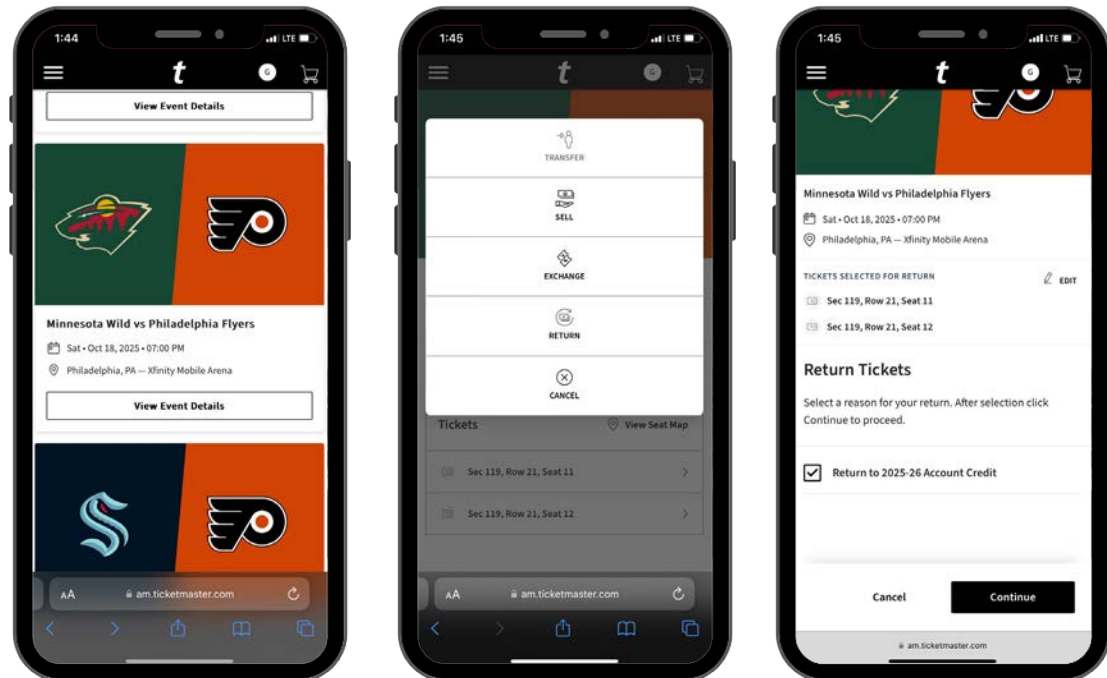 1:44
LTE
t
G
View Event Details
Minnesota Wild vs Philadelphia Flyers
Sat • Oct 18, 2025 • 07:00 PM
Philadelphia, PA — Xfinity Mobile Arena
View Event Details
AA
am.ticketmaster.com
1:45
LTE
t
G
TRANSFER
SELL
EXCHANGE
RETURN
CANCEL
Tickets
View Seat Map
Sec 119, Row 21, Seat 11
Sec 119, Row 21, Seat 12
AA
am.ticketmaster.com
1:45
LTE
t
G
Minnesota Wild vs Philadelphia Flyers
Sat • Oct 18, 2025 • 07:00 PM
Philadelphia, PA — Xfinity Mobile Arena
TICKETS SELECTED FOR RETURN
EDIT
Sec 119, Row 21, Seat 11
Sec 119, Row 21, Seat 12
Return Tickets
Select a reason for your return. After selection click
Continue to proceed.
Return to 2025-26 Account Credit
Cancel
Continue
am.ticketmaster.com